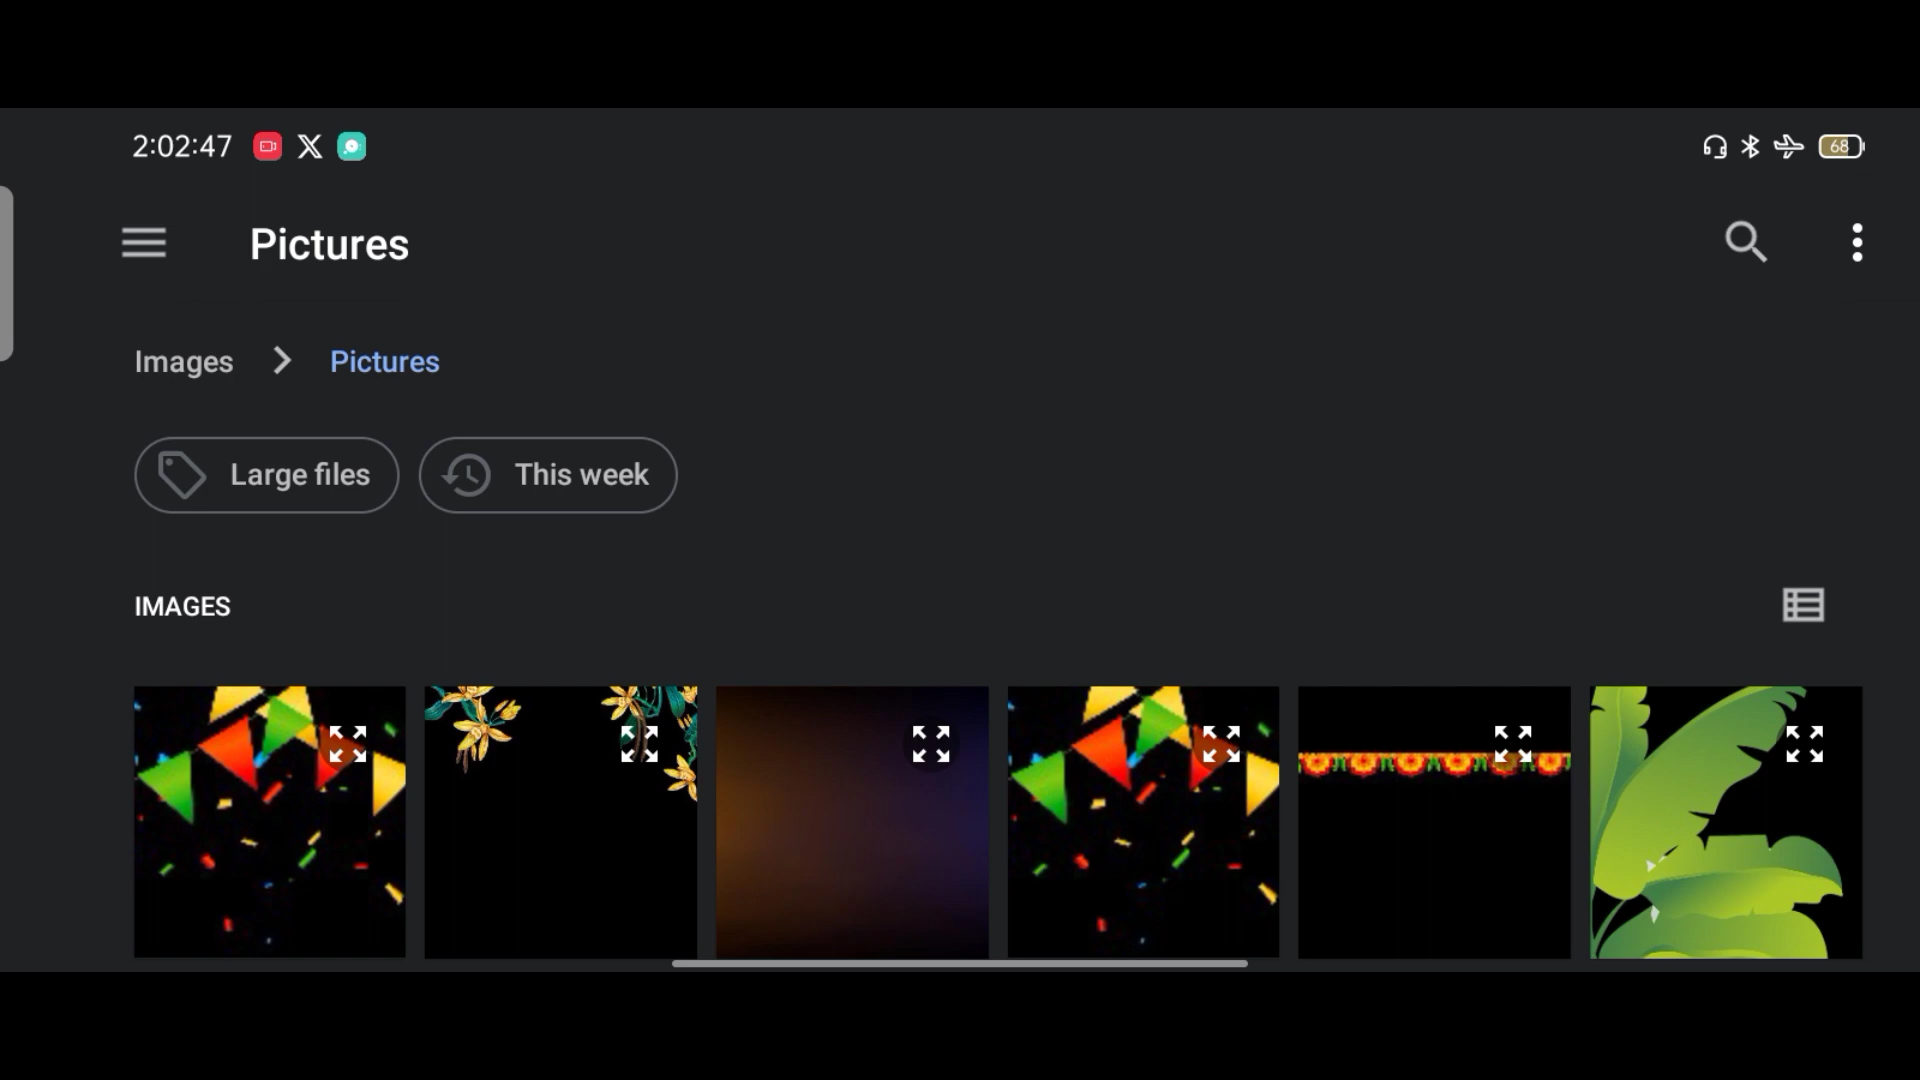 2:02:47
68
Pictures
Images
Pictures
Large files
This week
IMAGES